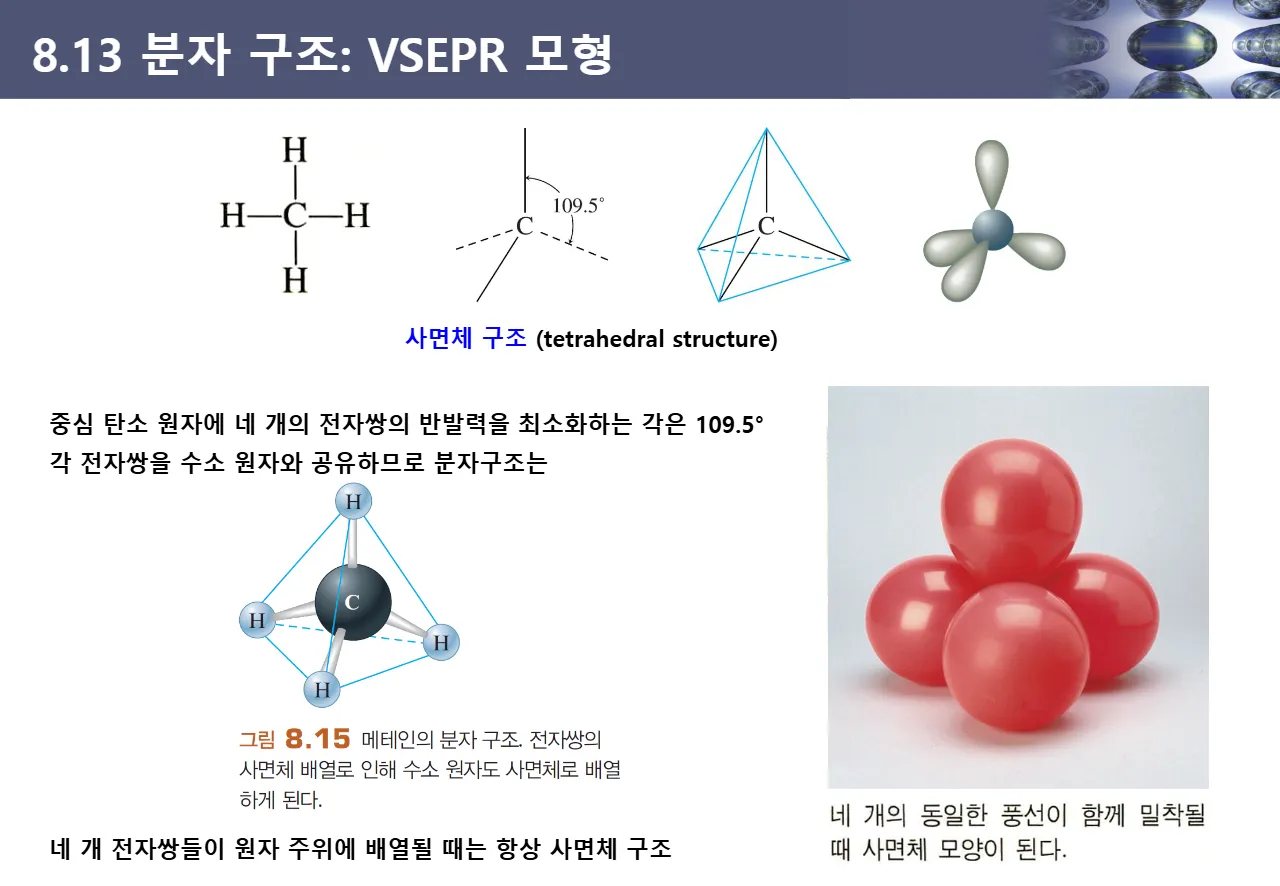 8.13 분자 구조: VSEPR 모형
H
H—C—H
H
109.5°
C
C
사면체 구조 (tetrahedral structure)
중심 탄소 원자에 네 개의 전자쌍의 반발력을 최소화하는 각은 109.5°
각 전자쌍을 수소 원자와 공유하므로 분자구조는
H
C
H
H
H
그림 8.15 메테인의 분자 구조. 전자쌍의
사면체 배열로 인해 수소 원자도 사면체로 배열
하게 된다.
네 개의 동일한 풍선이 함께 밀착될
때 사면체 모양이 된다.
네 개 전자쌍들이 원자 주위에 배열될 때는 항상 사면체 구조